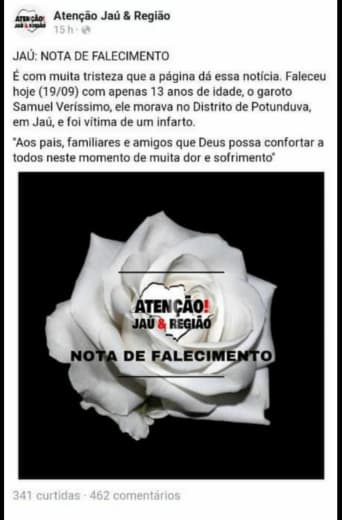 ATENÇÃO!
JAÚ & REGIÃO
Atenção Jaú & Região
15 h ·
JAÚ: NOTA DE FALECIMENTO
É com muita tristeza que a página dá essa notícia. Faleceu
hoje (19/09) com apenas 13 anos de idade, o garoto
Samuel Veríssimo, ele morava no Distrito de Potunduva,
em Jaú, e foi vítima de um infarto.
"Aos pais, familiares e amigos que Deus possa confortar a
todos neste momento de muita dor e sofrimento"
ATENÇÃO!
JAÚ & REGIÃO
NOTA DE FALECIMENTO
341 curtidas · 462 comentários